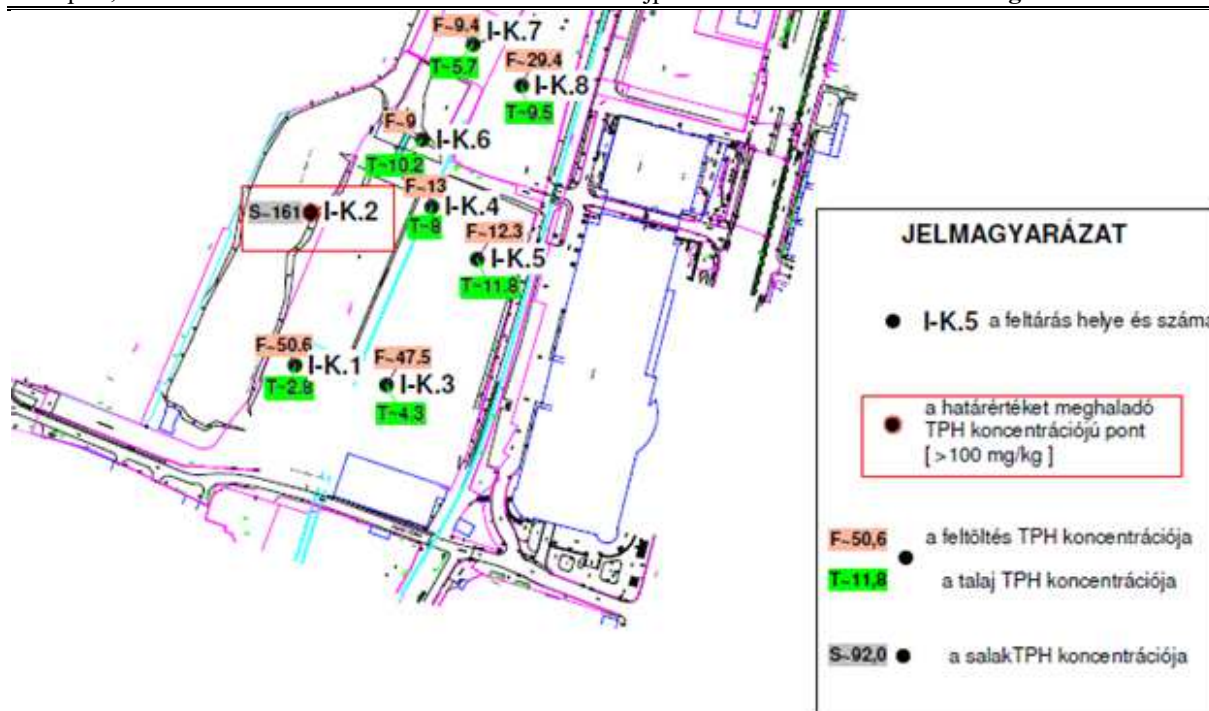 F~9.4
I-K.7
T~5.7
F~29.4
I-K.8
T~9.5
F~9
I-K.6
T~10.2
F~13
I-K.4
T~8
S~161
I-K.2
F~12.3
I-K.5
T~11.8
F~50.6
I-K.1
T~2.8
F~47.5
I-K.3
T~4.3
JELMAGYARÁZAT
I-K.5 a feltárás helye és száma
a határértéket meghaladó
TPH koncentrációjú pont
[ >100 mg/kg ]
F~50,6
a feltöltés TPH koncentrációja
T~11,8
a talaj TPH koncentrációja
S~92,0
a salakTPH koncentrációja